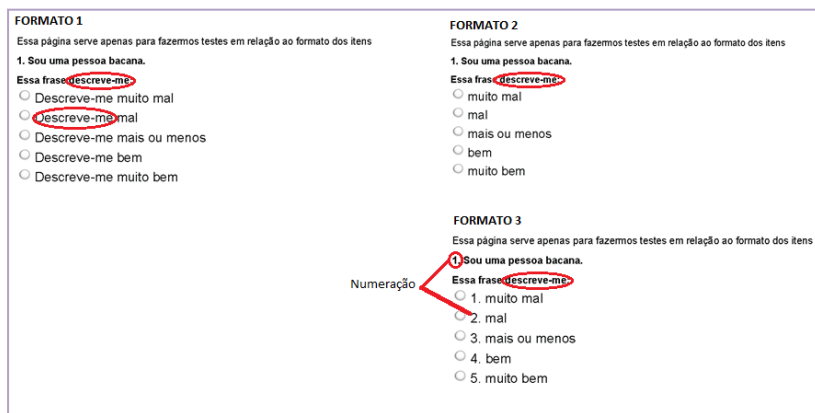 FORMATO 1
Essa página serve apenas para fazermos testes em relação ao formato dos itens
1. Sou uma pessoa bacana.
Essa frase descreve-me:
Descreve-me muito mal
Descreve-me mal
Descreve-me mais ou menos
Descreve-me bem
Descreve-me muito bem
FORMATO 2
Essa página serve apenas para fazermos testes em relação ao formato dos itens
1. Sou uma pessoa bacana.
Essa frase descreve-me:
muito mal
mal
mais ou menos
bem
muito bem
FORMATO 3
Essa página serve apenas para fazermos testes em relação ao formato dos itens
1. Sou uma pessoa bacana.
Essa frase descreve-me:
Numeração
1. muito mal
2. mal
3. mais ou menos
4. bem
5. muito bem